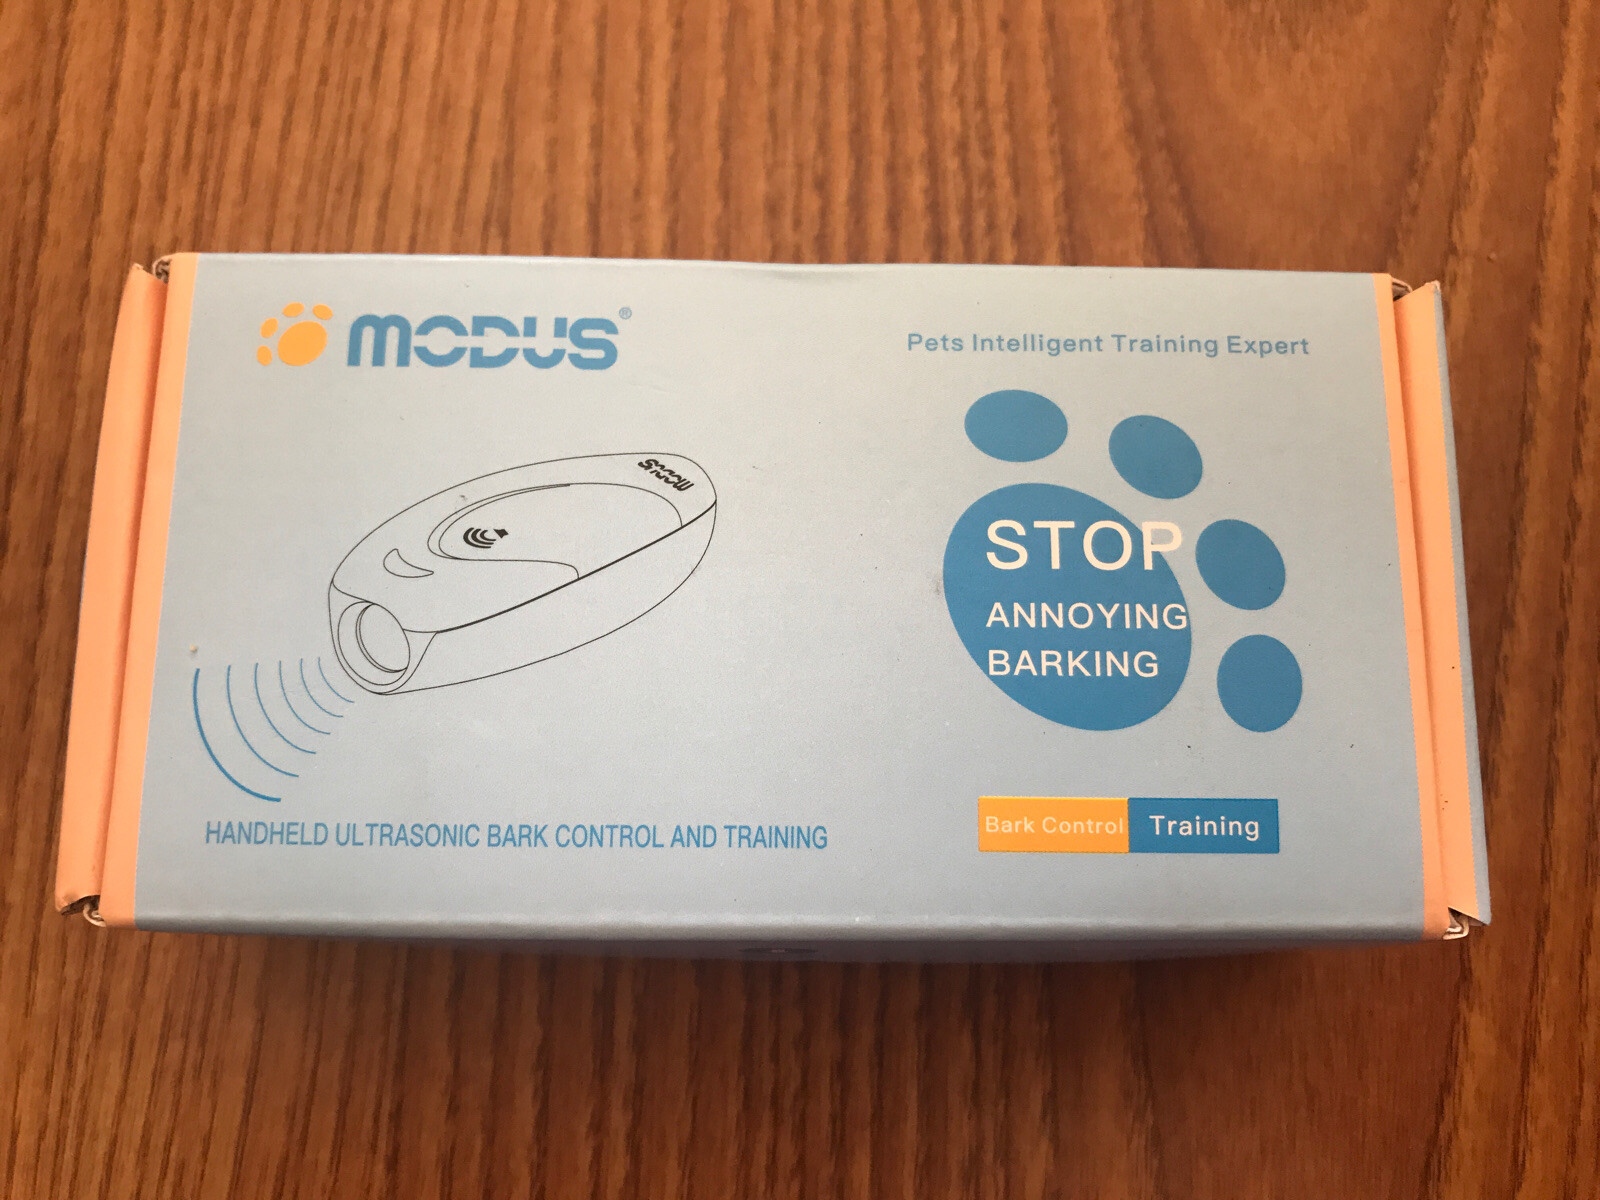 MODUS®
Pets Intelligent Training Expert
MODUS
STOP
ANNOYING
BARKING
HANDHELD ULTRASONIC BARK CONTROL AND TRAINING
Bark Control Training